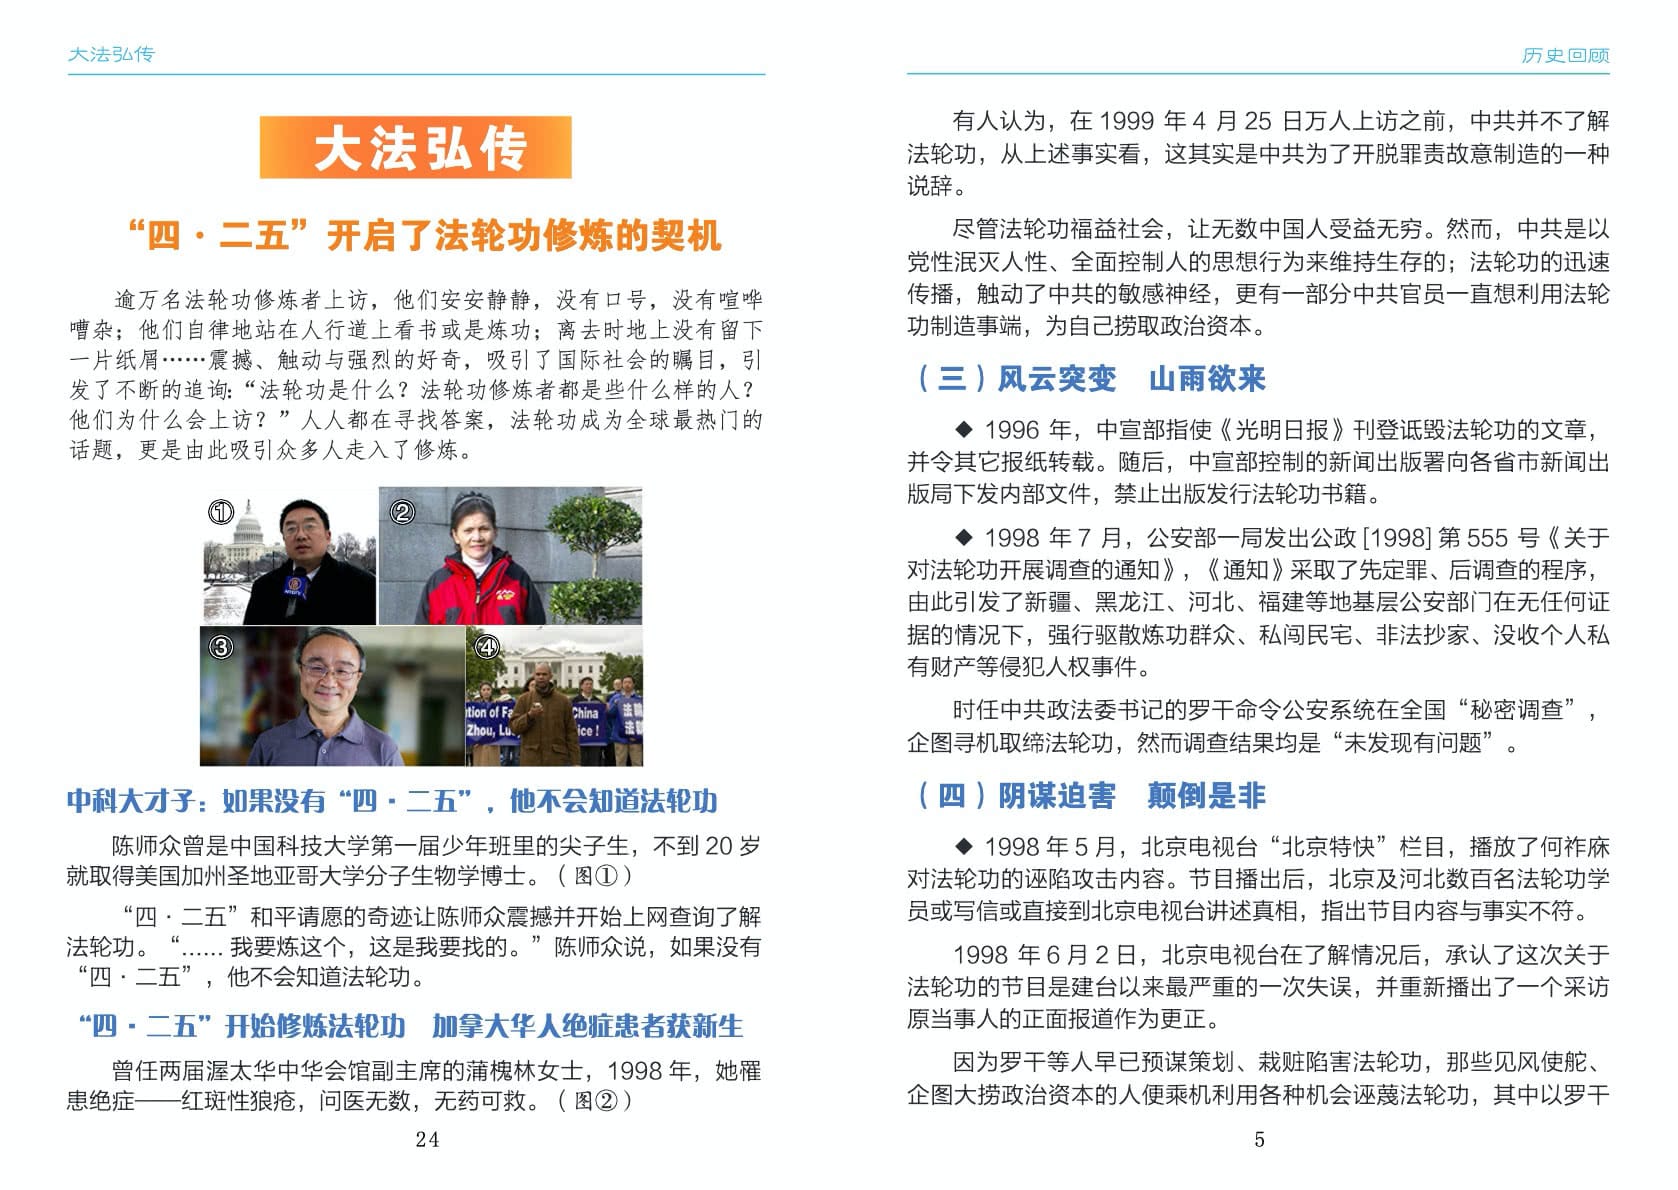 大法弘传
大法弘传
“四·二五”开启了法轮功修炼的契机
逾万名法轮功修炼者上访，他们安安静静，没有口号，没有喧哗
嘈杂；他们自律地站在人行道上看书或是炼功；离去时地上没有留下
一片纸屑……震撼、触动与强烈的好奇，吸引了国际社会的瞩目，引
发了不断的追询：“法轮功是什么？法轮功修炼者都是些什么样的人？
他们为什么会上访？”人人都在寻找答案，法轮功成为全球最热门的
话题，更是由此吸引众多人走入了修炼。
①
②
③
④
tion of Fa
China
Zhou, Lu
ice !
法轮
法轮
中科大才子：如果没有“四·二五”，他不会知道法轮功
陈师众曾是中国科技大学第一届少年班里的尖子生，不到 20 岁
就取得美国加州圣地亚哥大学分子生物学博士。（图①）
“四·二五”和平请愿的奇迹让陈师众震撼并开始上网查询了解
法轮功。“…… 我要炼这个，这是我要找的。”陈师众说，如果没有
“四·二五”，他不会知道法轮功。
“四·二五”开始修炼法轮功　加拿大华人绝症患者获新生
曾任两届渥太华中华会馆副主席的蒲槐林女士，1998 年，她罹
患绝症——红斑性狼疮，问医无数，无药可救。（图②）
24
历史回顾
有人认为，在 1999 年 4 月 25 日万人上访之前，中共并不了解
法轮功，从上述事实看，这其实是中共为了开脱罪责故意制造的一种
说辞。
尽管法轮功福益社会，让无数中国人受益无穷。然而，中共是以
党性泯灭人性、全面控制人的思想行为来维持生存的；法轮功的迅速
传播，触动了中共的敏感神经，更有一部分中共官员一直想利用法轮
功制造事端，为自己捞取政治资本。
（三）风云突变　山雨欲来
◆ 1996 年，中宣部指使《光明日报》刊登诋毁法轮功的文章，
并令其它报纸转载。随后，中宣部控制的新闻出版署向各省市新闻出
版局下发内部文件，禁止出版发行法轮功书籍。
◆ 1998 年 7 月，公安部一局发出公政 [1998] 第 555 号《关于
对法轮功开展调查的通知》，《通知》采取了先定罪、后调查的程序，
由此引发了新疆、黑龙江、河北、福建等地基层公安部门在无任何证
据的情况下，强行驱散炼功群众、私闯民宅、非法抄家、没收个人私
有财产等侵犯人权事件。
时任中共政法委书记的罗干命令公安系统在全国“秘密调查”，
企图寻机取缔法轮功，然而调查结果均是“未发现有问题”。
（四）阴谋迫害　颠倒是非
◆ 1998 年 5 月，北京电视台“北京特快”栏目，播放了何祚庥
对法轮功的诬陷攻击内容。节目播出后，北京及河北数百名法轮功学
员或写信或直接到北京电视台讲述真相，指出节目内容与事实不符。
1998 年 6 月 2 日，北京电视台在了解情况后，承认了这次关于
法轮功的节目是建台以来最严重的一次失误，并重新播出了一个采访
原当事人的正面报道作为更正。
因为罗干等人早已预谋策划、栽赃陷害法轮功，那些见风使舵、
企图大捞政治资本的人便乘机利用各种机会诬蔑法轮功，其中以罗干
5